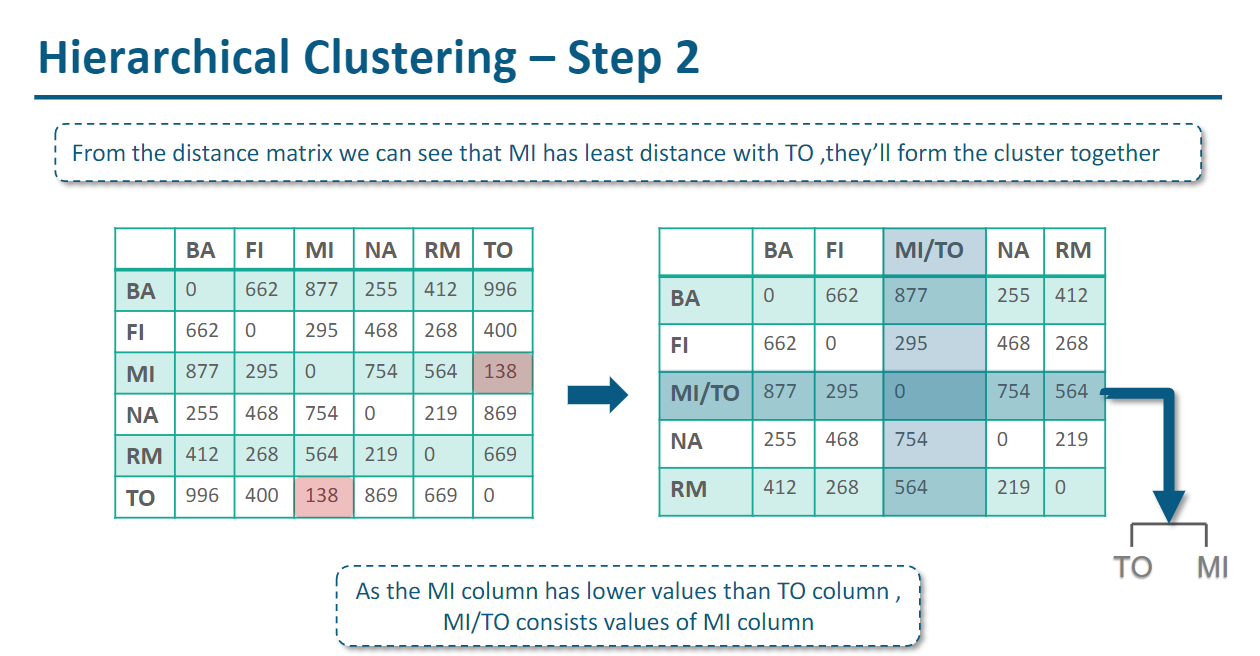 Hierarchical Clustering – Step 2
From the distance matrix we can see that MI has least distance with TO ,they’ll form the cluster together
BA FI MI NA RM TO
BA 0 662 877 255 412 996
FI 662 0 295 468 268 400
MI 877 295 0 754 564 138
NA 255 468 754 0 219 869
RM 412 268 564 219 0 669
TO 996 400 138 869 669 0
BA FI MI/TO NA RM
BA 0 662 877 255 412
FI 662 0 295 468 268
MI/TO 877 295 0 754 564
NA 255 468 754 0 219
RM 412 268 564 219 0
TO MI
As the MI column has lower values than TO column ,
MI/TO consists values of MI column